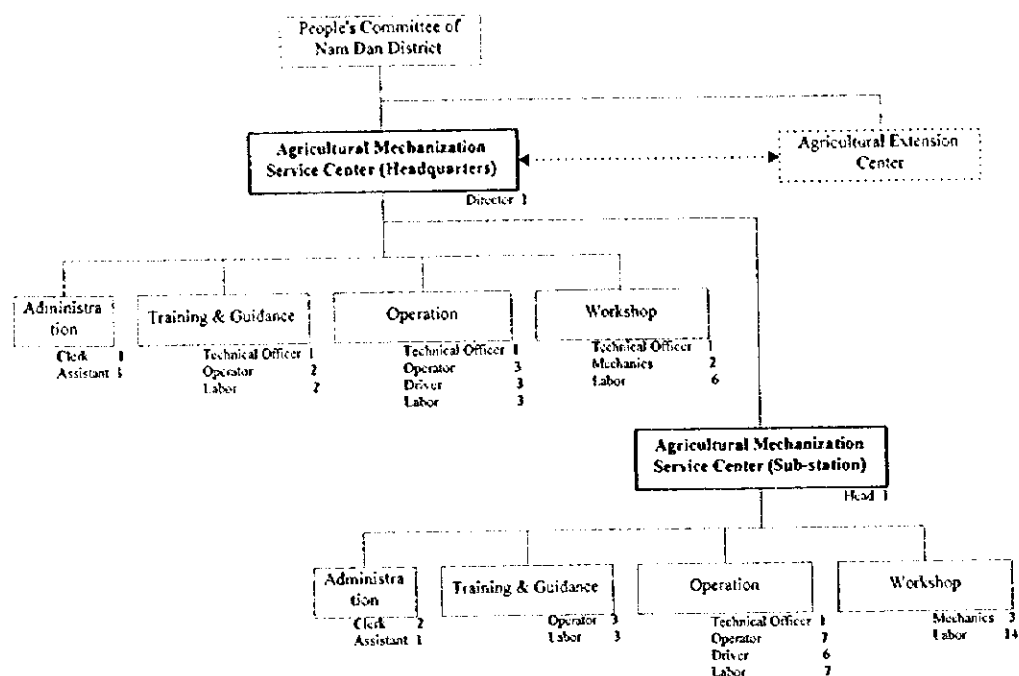 People's Committee of
Nam Dan District
Agricultural Mechanization
Service Center (Headquarters)
Agricultural Extension
Center
Director 1
Administra
tion
Training & Guidance
Operation
Workshop
Clerk 1
Assistant 1
Technical Officer 1
Operator 2
Labor 2
Technical Officer 1
Operator 3
Driver 3
Labor 3
Technical Officer 1
Mechanics 2
Labor 6
Agricultural Mechanization
Service Center (Sub-station)
Head 1
Administra
tion
Training & Guidance
Operation
Workshop
Clerk 2
Assistant 1
Operator 3
Labor 3
Technical Officer 1
Operator 7
Driver 6
Labor 7
Mechanics 3
Labor 14